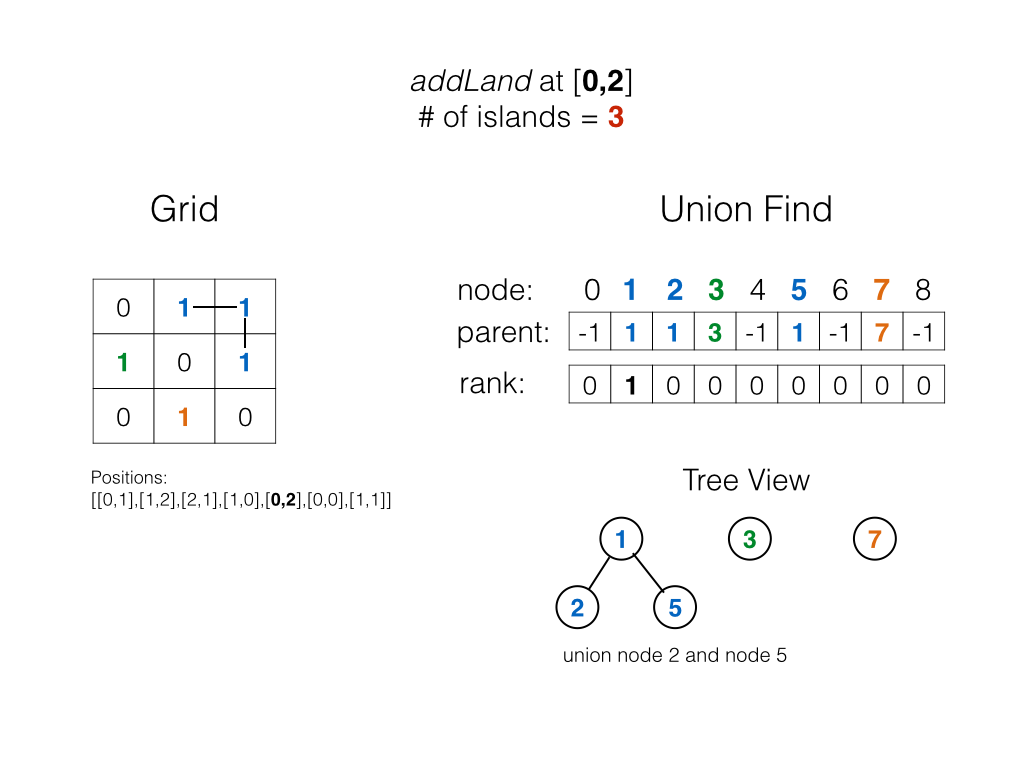 addLand at [0,2]
# of islands = 3
Grid
Union Find
0 1 1
1 0 1
0 1 0
Positions:
[[0,1],[1,2],[2,1],[1,0],[0,2],[0,0],[1,1]]
node: 0 1 2 3 4 5 6 7 8
parent: -1 1 1 3 -1 1 -1 7 -1
rank: 0 1 0 0 0 0 0 0 0
Tree View
1 3 7
2 5
union node 2 and node 5